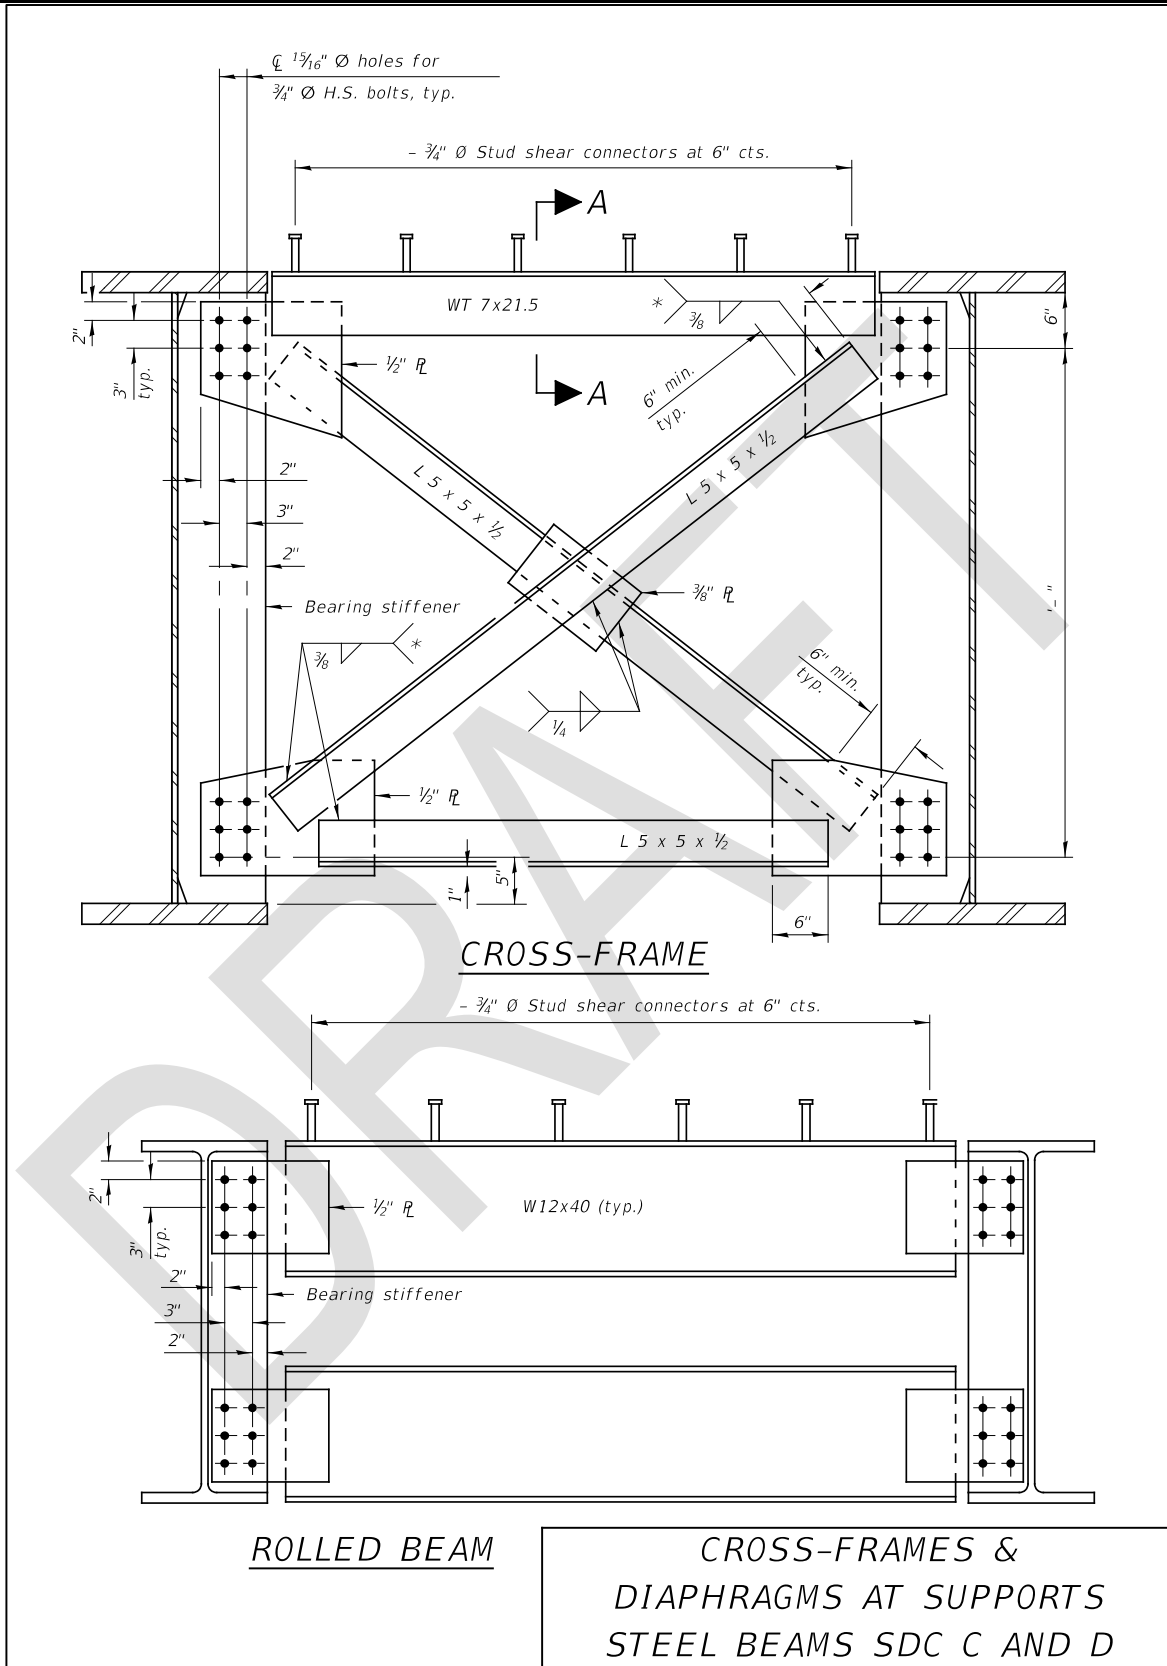 ℄ 15/16" Ø holes for
3/4" Ø H.S. bolts, typ.
- 3/4" Ø Stud shear connectors at 6" cts.
A
WT 7x21.5
*
3/8
6"
2"
3"
typ.
1/2" ℄
A
6" min.
typ.
L 5 x 5 x 1/2
L 5 x 5 x 1/2
2"
3"
2"
3/8" ℄
Bearing stiffener
'- "
3/8
*
6" min.
typ.
1/4
1/2" ℄
L 5 x 5 x 1/2
1"
5"
6"
CROSS-FRAME
- 3/4" Ø Stud shear connectors at 6" cts.
2"
1/2" ℄
W12x40 (typ.)
3"
typ.
2"
Bearing stiffener
3"
2"
ROLLED BEAM
CROSS-FRAMES &
DIAPHRAGMS AT SUPPORTS
STEEL BEAMS SDC C AND D
DRAFT